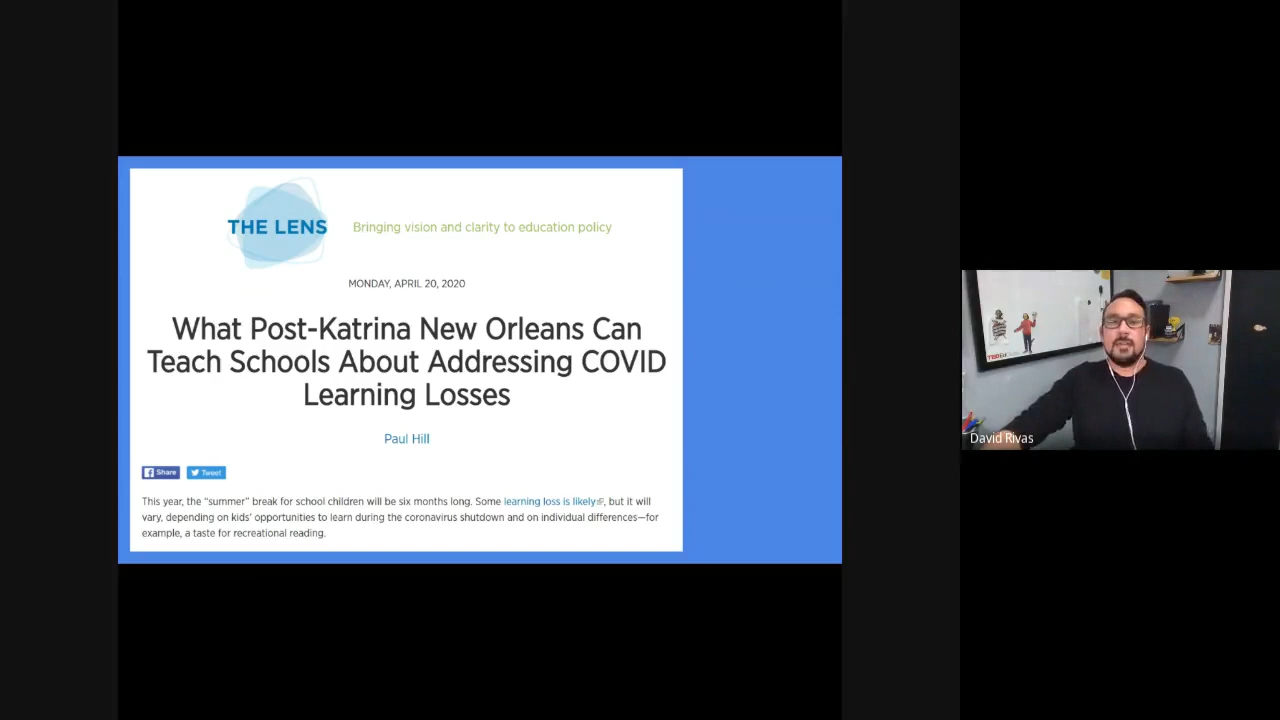 THE LENS
Bringing vision and clarity to education policy
MONDAY, APRIL 20, 2020
What Post-Katrina New Orleans Can
Teach Schools About Addressing COVID
Learning Losses
Paul Hill
Share
Tweet
This year, the “summer” break for school children will be six months long. Some learning loss is likely, but it will
vary, depending on kids’ opportunities to learn during the coronavirus shutdown and on individual differences—for
example, a taste for recreational reading.
David Rivas